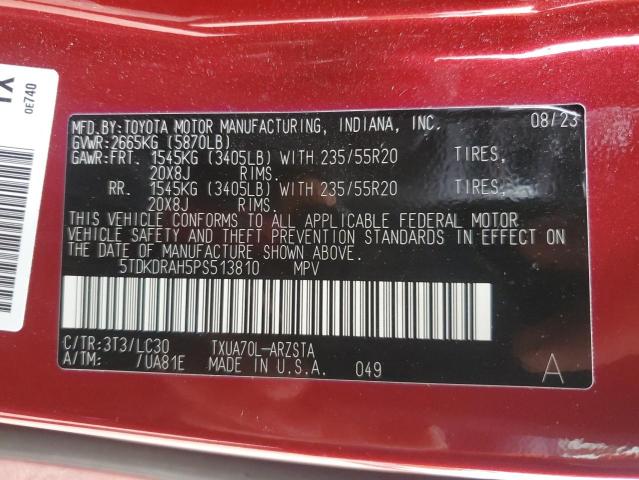 MFD.BY:TOYOTA MOTOR MANUFACTURING, INDIANA, INC. 08/23
GVWR:2665KG (5870LB)
GAWR:FRT. 1545KG (3405LB) WITH 235/55R20 TIRES,
20X8J RIMS.
RR. 1545KG (3405LB) WITH 235/55R20 TIRES,
20X8J RIMS.
THIS VEHICLE CONFORMS TO ALL APPLICABLE FEDERAL MOTOR
VEHICLE SAFETY AND THEFT PREVENTION STANDARDS IN EFFECT ON
THE DATE OF MANUFACTURE SHOWN ABOVE.
5TDKDRAH5PS513810 MPV
C/TR:3T3/LC30 TXUA70L-ARZSTA
A/TM: /UA81E MADE IN U.S.A. 049 A
0E740